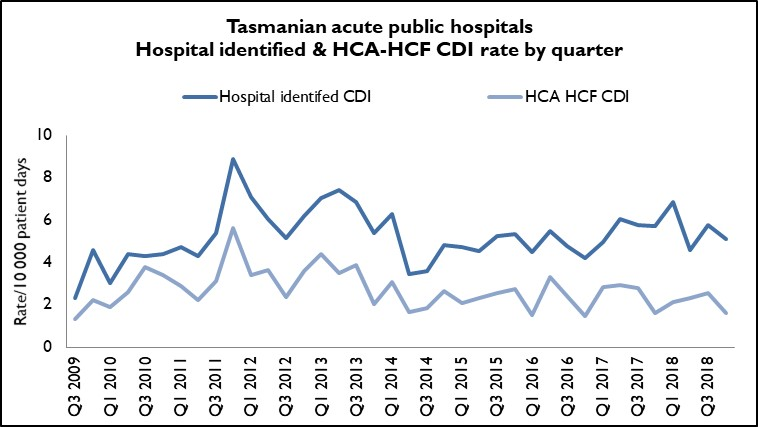 Tasmanian acute public hospitals
Hospital identified & HCA-HCF CDI rate by quarter
Hospital identifed CDI
HCA HCF CDI
Rate/10 000 patient days
10
8
6
4
2
0
Q3 2009
Q1 2010
Q3 2010
Q1 2011
Q3 2011
Q1 2012
Q3 2012
Q1 2013
Q3 2013
Q1 2014
Q3 2014
Q1 2015
Q3 2015
Q1 2016
Q3 2016
Q1 2017
Q3 2017
Q1 2018
Q3 2018